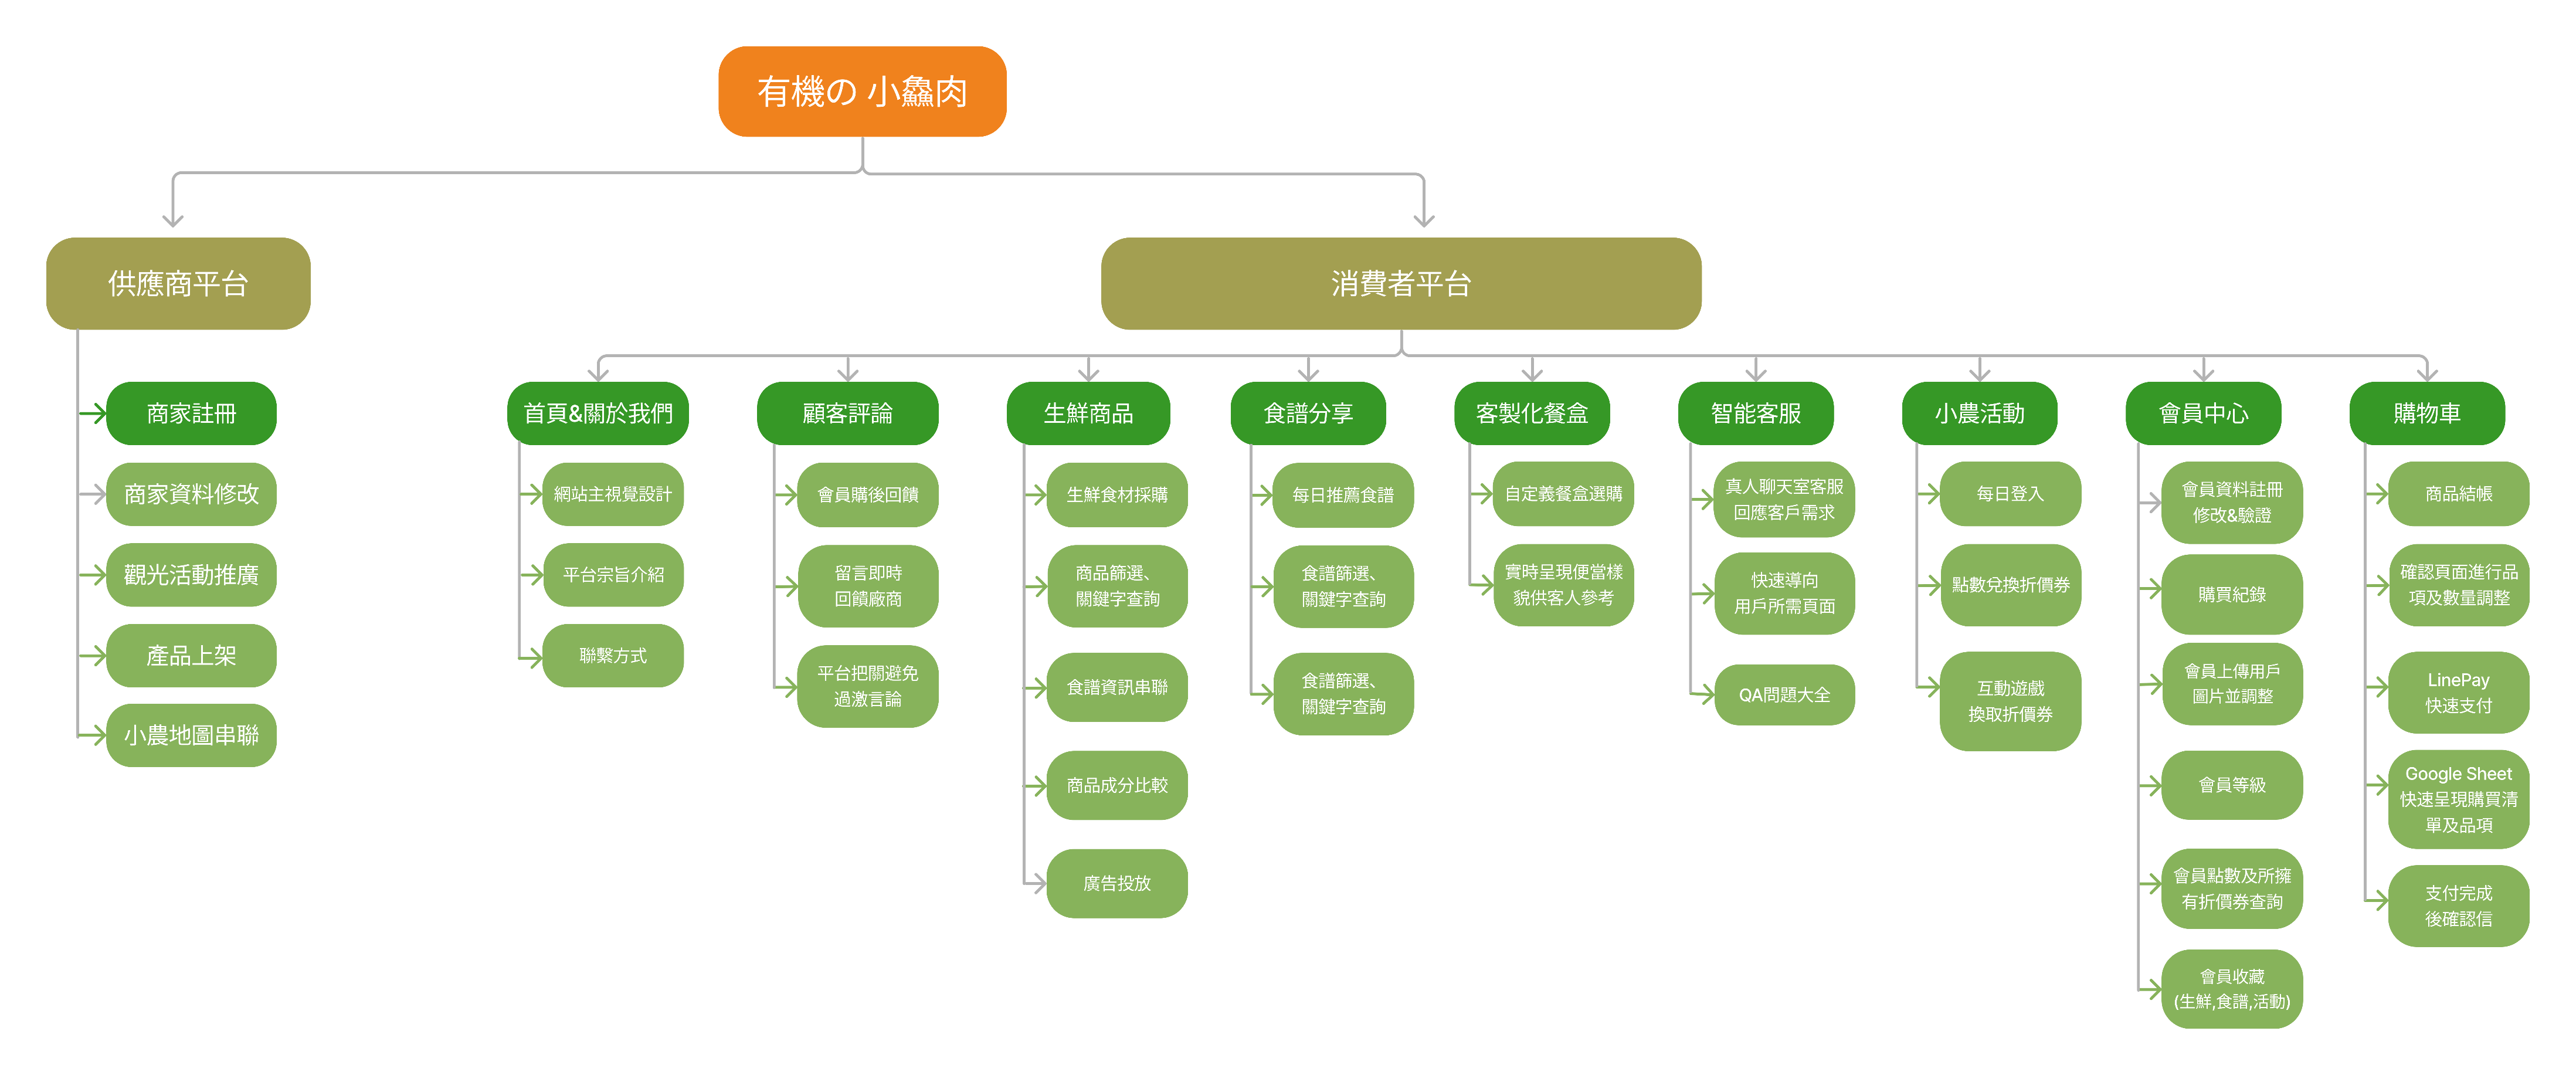 有機の 小鱻肉
供應商平台
商家註冊
商家資料修改
觀光活動推廣
產品上架
小農地圖串聯
消費者平台
首頁&關於我們
網站主視覺設計
平台宗旨介紹
聯繫方式
顧客評論
會員購後回饋
留言即時
回饋廠商
平台把關避免
過激言論
生鮮商品
生鮮食材採購
商品篩選、
關鍵字查詢
食譜資訊串聯
商品成分比較
廣告投放
食譜分享
每日推薦食譜
食譜篩選、
關鍵字查詢
食譜篩選、
關鍵字查詢
客製化餐盒
自定義餐盒選購
實時呈現便當樣
貌供客人參考
智能客服
真人聊天室客服
回應客戶需求
快速導向
用戶所需頁面
QA問題大全
小農活動
每日登入
點數兌換折價券
互動遊戲
換取折價券
會員中心
會員資料註冊
修改&驗證
購買紀錄
會員上傳用戶
圖片並調整
會員等級
會員點數及所擁
有折價券查詢
會員收藏
(生鮮,食譜,活動)
購物車
商品結帳
確認頁面進行品
項及數量調整
LinePay
快速支付
Google Sheet
快速呈現購買清
單及品項
支付完成
後確認信